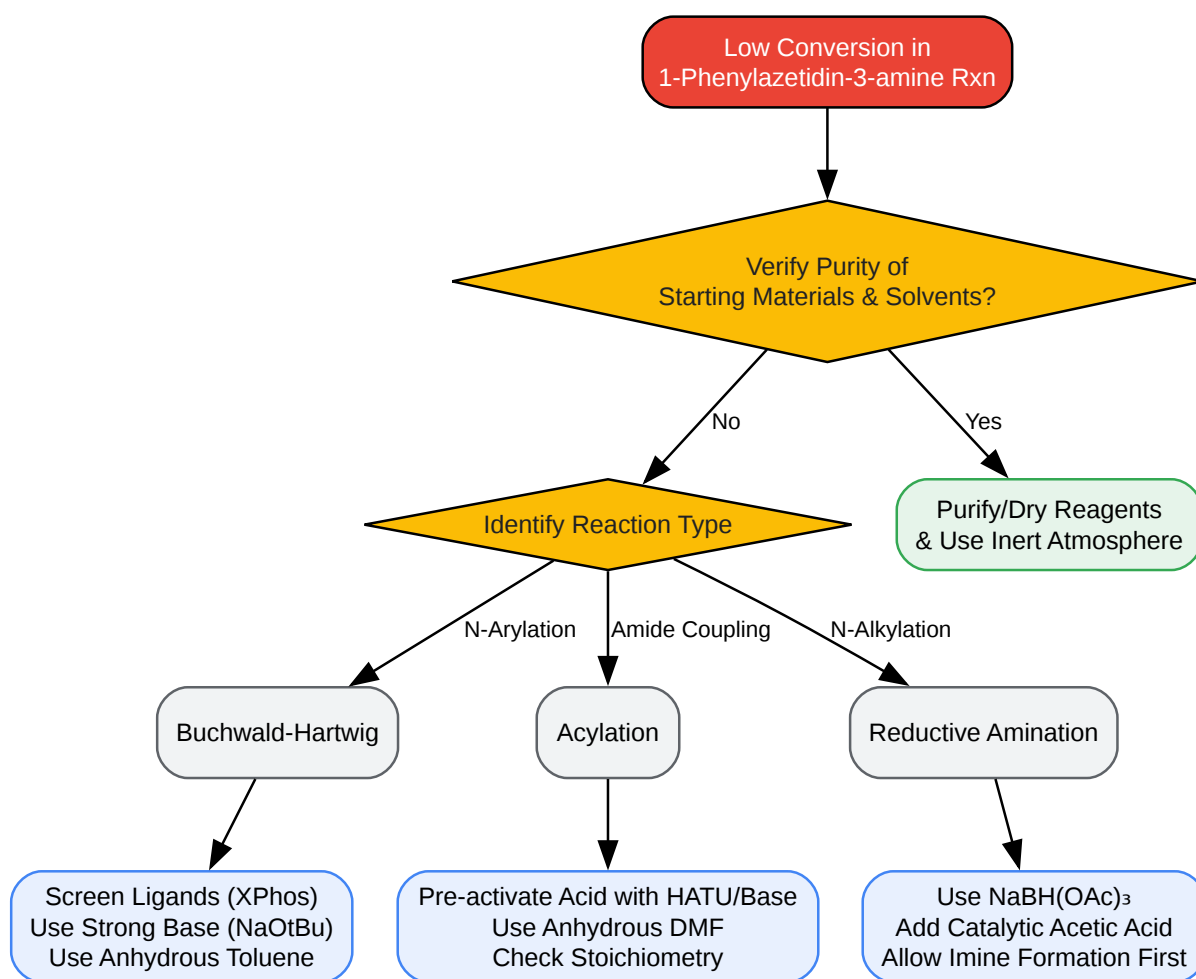 Low Conversion in
1-Phenylazetidin-3-amine Rxn
Verify Purity of
Starting Materials & Solvents?
No
Yes
Identify Reaction Type
Purify/Dry Reagents
& Use Inert Atmosphere
N-Arylation
Amide Coupling
N-Alkylation
Buchwald-Hartwig
Acylation
Reductive Amination
Screen Ligands (XPhos)
Use Strong Base (NaOtBu)
Use Anhydrous Toluene
Pre-activate Acid with HATU/Base
Use Anhydrous DMF
Check Stoichiometry
Use NaBH(OAc)₃
Add Catalytic Acetic Acid
Allow Imine Formation First